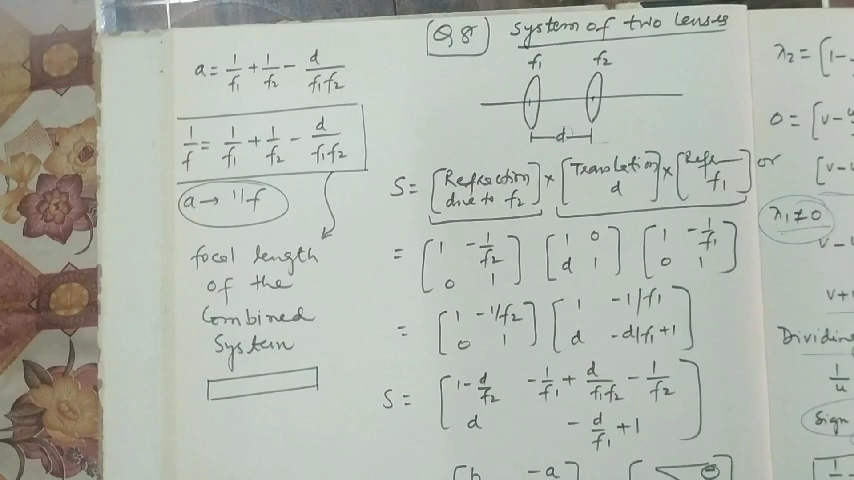 a = 1/f1 + 1/f2 - d/f1f2
1/f = 1/f1 + 1/f2 - d/f1f2
a → 1/f
focal length
of the
Combined
System
Q8 System of two lenses
f1 f2
d
S = [Refraction due to f2] × [Translation d] × [Refr f1] or
= [1 -1/f2 0 1] [1 0 d 1] [1 -1/f1 0 1]
= [1 -1/f2 0 1] [1 -1/f1 d -d/f1+1]
S = [1-d/f2 -1/f1 + d/f1f2 - 1/f2 d -d/f1 +1]
[b -a]
λ2 = [1-
0 = [v-
[v-
λ1≠0
v-
v+
Dividing
1/u
Sign